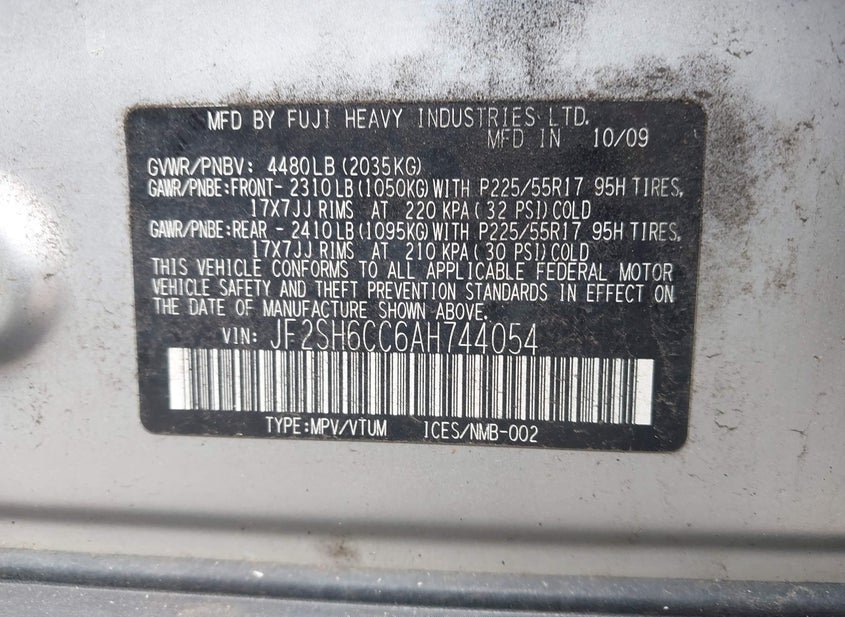 MFD BY FUJI HEAVY INDUSTRIES LTD.
MFD IN 10/09
GVWR/PNBV: 4480LB (2035KG)
GAWR/PNBE:FRONT- 2310LB (1050KG) WITH P225/55R17 95H TIRES,
17X7JJ RIMS AT 220 KPA ( 32 PSI) COLD
GAWR/PNBE:REAR - 2410LB (1095KG) WITH P225/55R17 95H TIRES,
17X7JJ RIMS AT 210 KPA ( 30 PSI) COLD
THIS VEHICLE CONFORMS TO ALL APPLICABLE FEDERAL MOTOR
VEHICLE SAFETY AND THEFT PREVENTION STANDARDS IN EFFECT ON
THE DATE OF MANUFACTURE SHOWN ABOVE.
VIN: JF2SH6CC6AH744054
TYPE:MPV/VTUM ICES/NMB-002